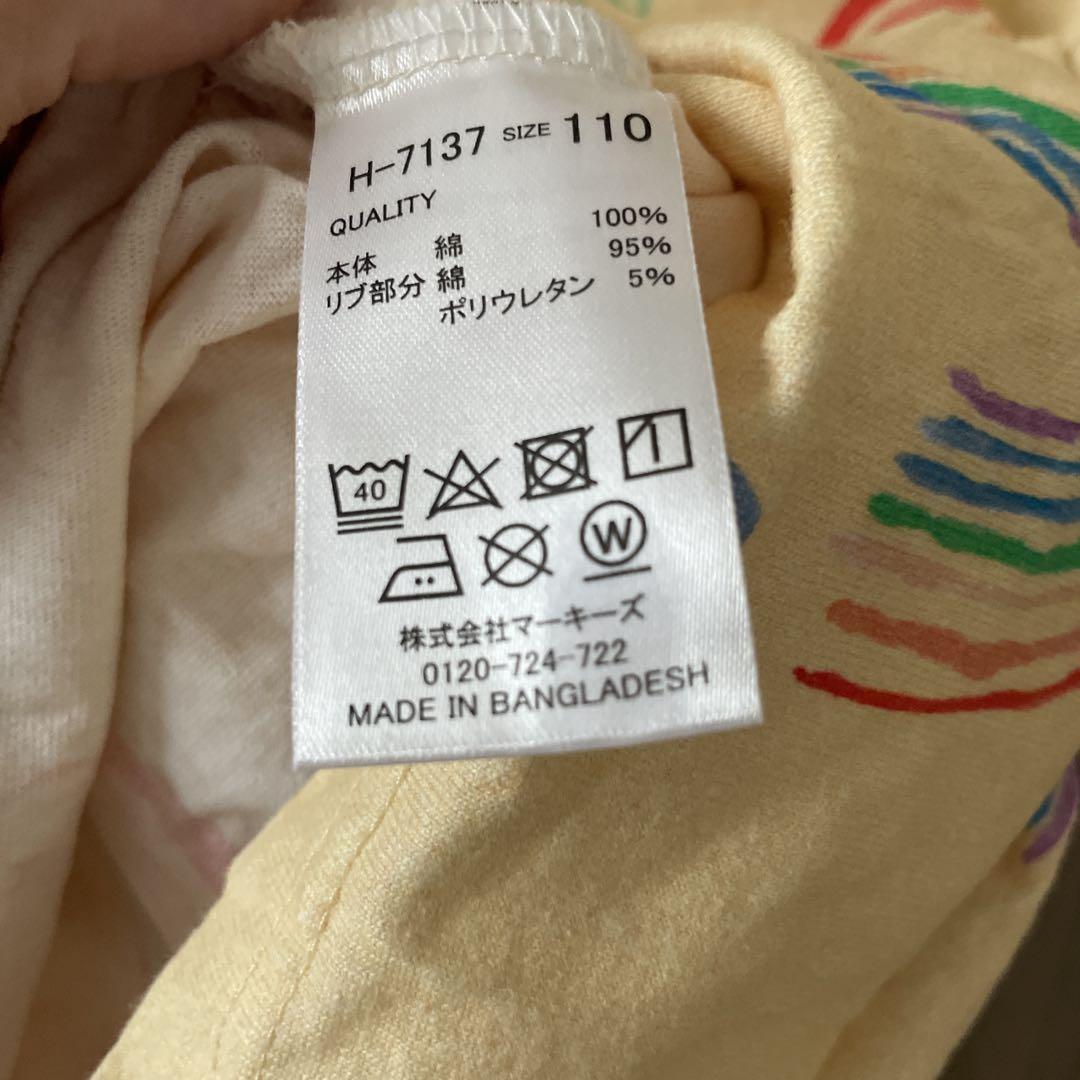 H-7137 SIZE 110
QUALITY
本体 綿 100%
リブ部分 綿 95%
ポリウレタン 5%
40
W
株式会社マーキーズ
0120-724-722
MADE IN BANGLADESH